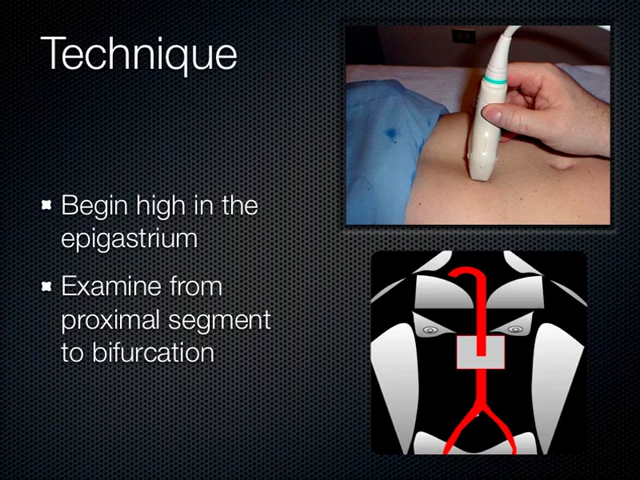 Technique
Begin high in the
epigastrium
Examine from
proximal segment
to bifurcation